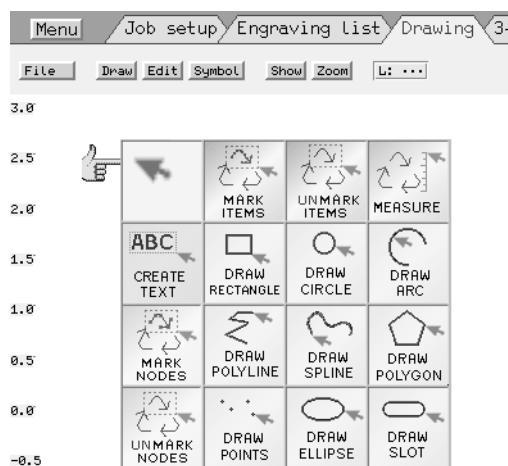 Menu Job setup Engraving list Drawing 3-
File Draw Edit Symbol Show Zoom L: ···
3.0
2.5
2.0
1.5
1.0
0.5
0.0
-0.5
MARK ITEMS
UNMARK ITEMS
MEASURE
ABC
CREATE TEXT
DRAW RECTANGLE
DRAW CIRCLE
DRAW ARC
MARK NODES
DRAW POLYLINE
DRAW SPLINE
DRAW POLYGON
UNMARK NODES
DRAW POINTS
DRAW ELLIPSE
DRAW SLOT